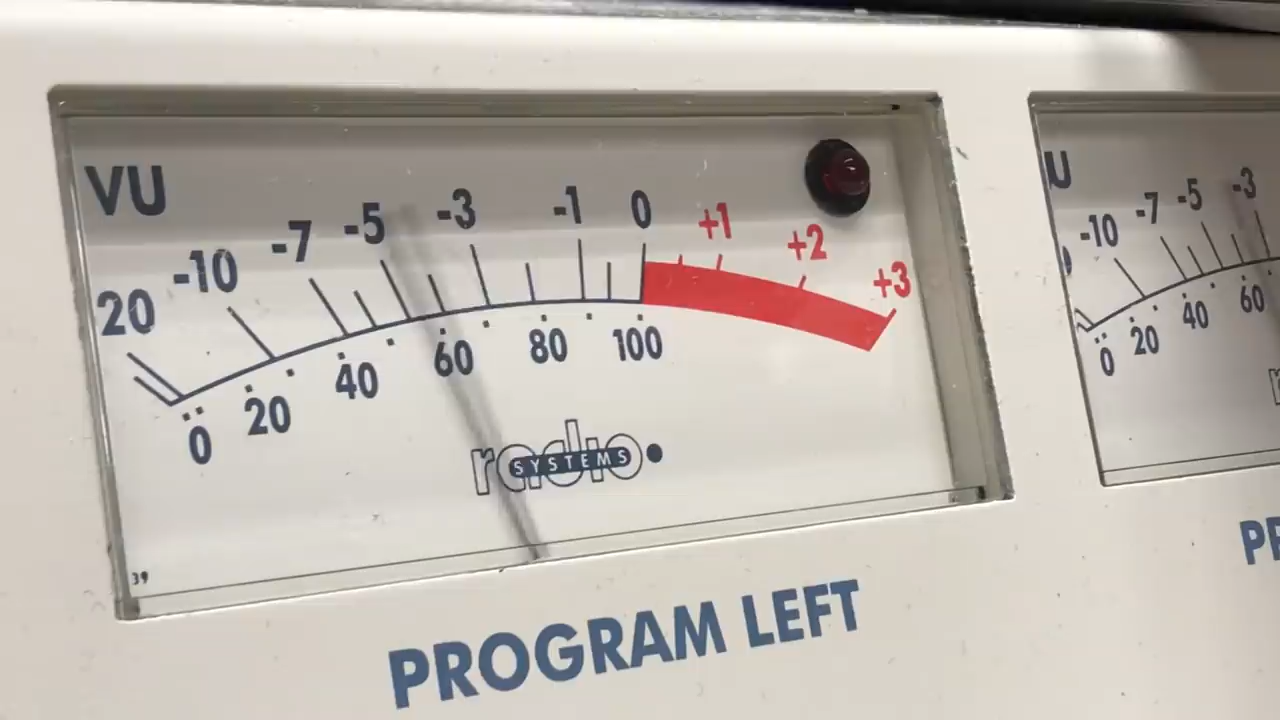 VU
20 -10 -7 -5 -3 -1 0 +1 +2 +3
0 20 40 60 80 100
radio
SYSTEMS
39
PROGRAM LEFT
U
-10 -7 -5 -3
0 20 40 60